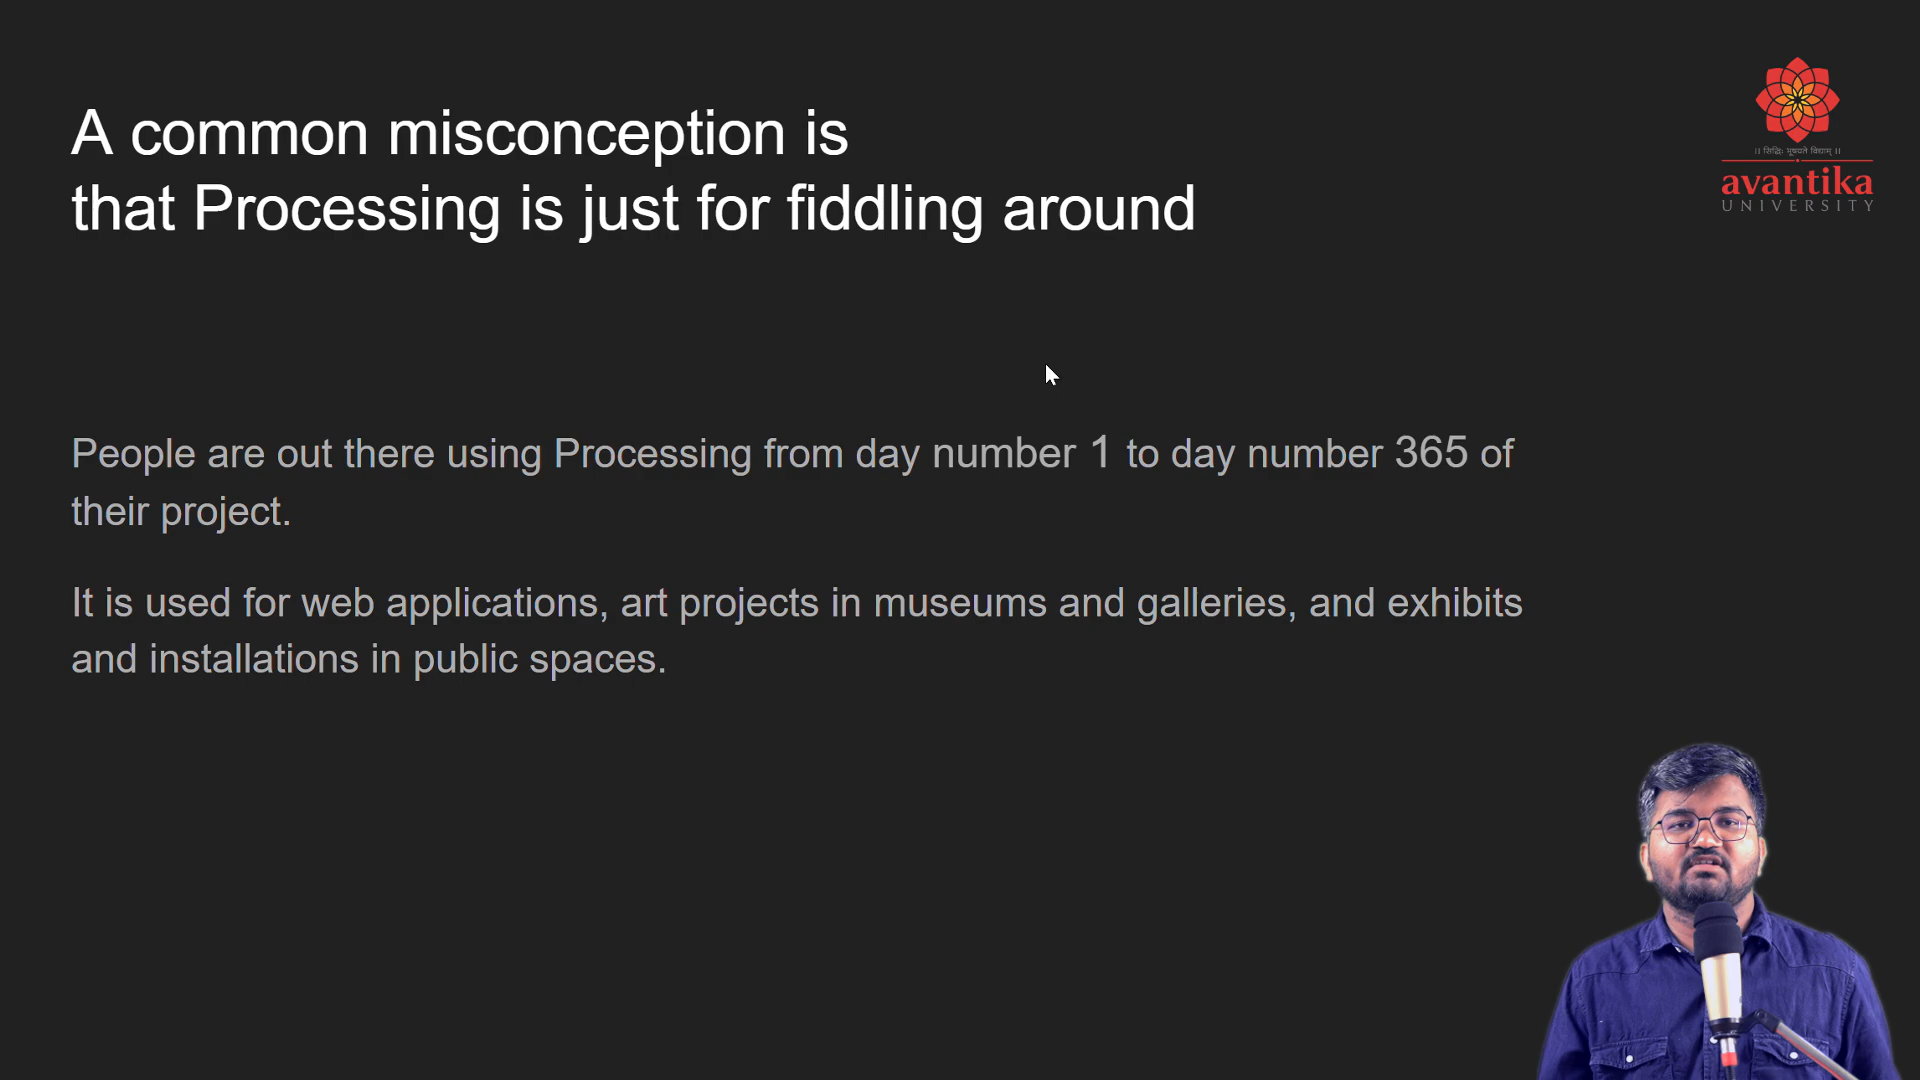 A common misconception is
that Processing is just for fiddling around
।। सिद्धिः भूषयते विद्याम् ।।
avantika
UNIVERSITY
People are out there using Processing from day number 1 to day number 365 of
their project.
It is used for web applications, art projects in museums and galleries, and exhibits
and installations in public spaces.